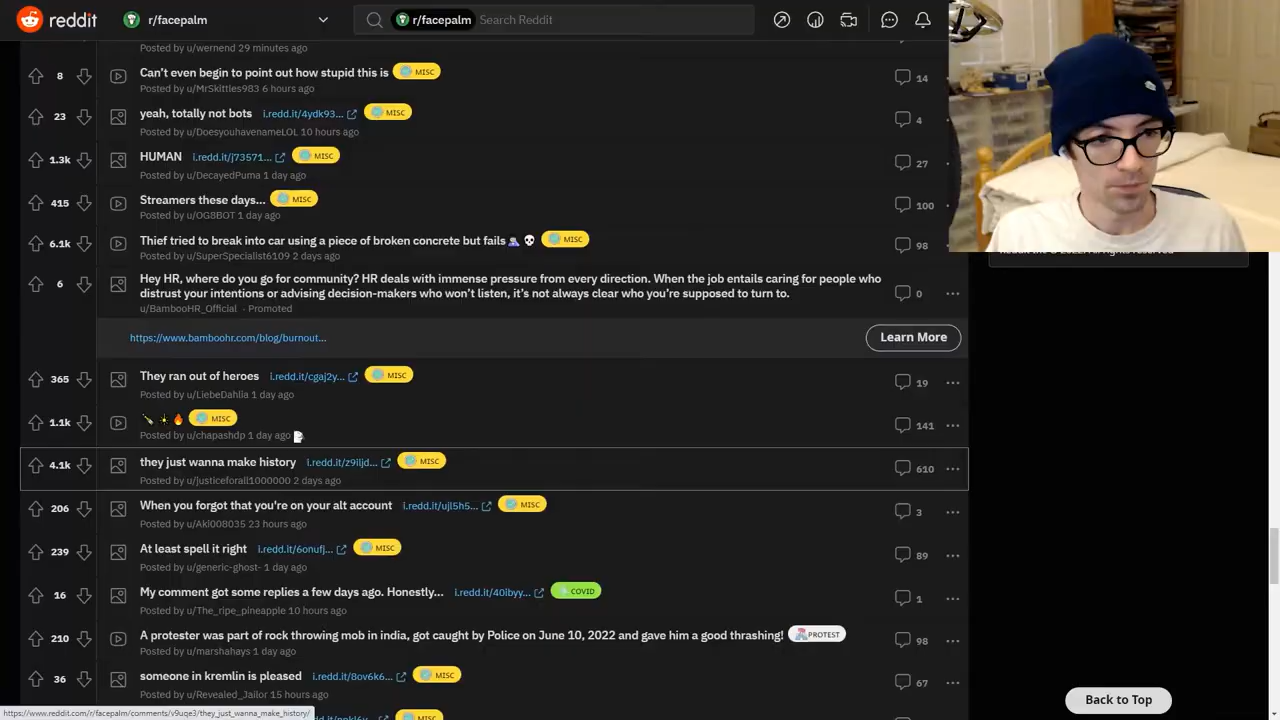 reddit
r/facepalm
r/facepalm
Search Reddit
Posted by u/wernend 29 minutes ago
8
Can't even begin to point out how stupid this is
MISC
14
Posted by u/MrSkittles983 6 hours ago
23
yeah, totally not bots
i.redd.it/4ydk93...
MISC
4
Posted by u/DoesyouhavenameLOL 10 hours ago
1.3k
HUMAN
i.redd.it/j73571...
MISC
27
Posted by u/DecayedPuma 1 day ago
415
Streamers these days...
MISC
100
Posted by u/OG8BOT 1 day ago
6.1k
Thief tried to break into car using a piece of broken concrete but fails
MISC
98
Posted by u/SuperSpecialist6109 2 days ago
6
Hey HR, where do you go for community? HR deals with immense pressure from every direction. When the job entails caring for people who
distrust your intentions or advising decision-makers who won't listen, it's not always clear who you're supposed to turn to.
0
u/BambooHR_Official · Promoted
https://www.bamboohr.com/blog/burnout...
Learn More
365
They ran out of heroes
i.redd.it/cgaj2y...
MISC
19
Posted by u/LiebeDahlia 1 day ago
1.1k
MISC
141
Posted by u/chapashdp 1 day ago
4.1k
they just wanna make history
i.redd.it/z9iljd...
MISC
610
Posted by u/justiceforall1000000 2 days ago
206
When you forgot that you're on your alt account
i.redd.it/ujl5h5...
MISC
3
Posted by u/Aki008035 23 hours ago
239
At least spell it right
i.redd.it/6onufj...
MISC
89
Posted by u/generic-ghost- 1 day ago
16
My comment got some replies a few days ago. Honestly...
i.redd.it/40ibyy...
COVID
1
Posted by u/The_ripe_pineapple 10 hours ago
210
A protester was part of rock throwing mob in india, got caught by Police on June 10, 2022 and gave him a good thrashing!
PROTEST
98
Posted by u/marshahays 1 day ago
36
someone in kremlin is pleased
i.redd.it/8ov6k6...
MISC
67
Posted by u/Revealed_Jailor 15 hours ago
MISC
Back to Top
https://www.reddit.com/r/facepalm/comments/v9uqe3/they_just_wanna_make_history/